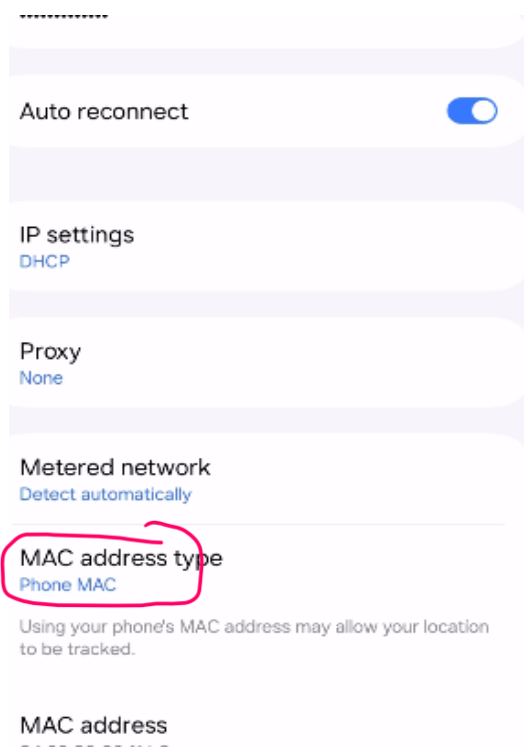 Auto reconnect
IP settings
DHCP
Proxy
None
Metered network
Detect automatically
MAC address type
Phone MAC
Using your phone's MAC address may allow your location
to be tracked.
MAC address